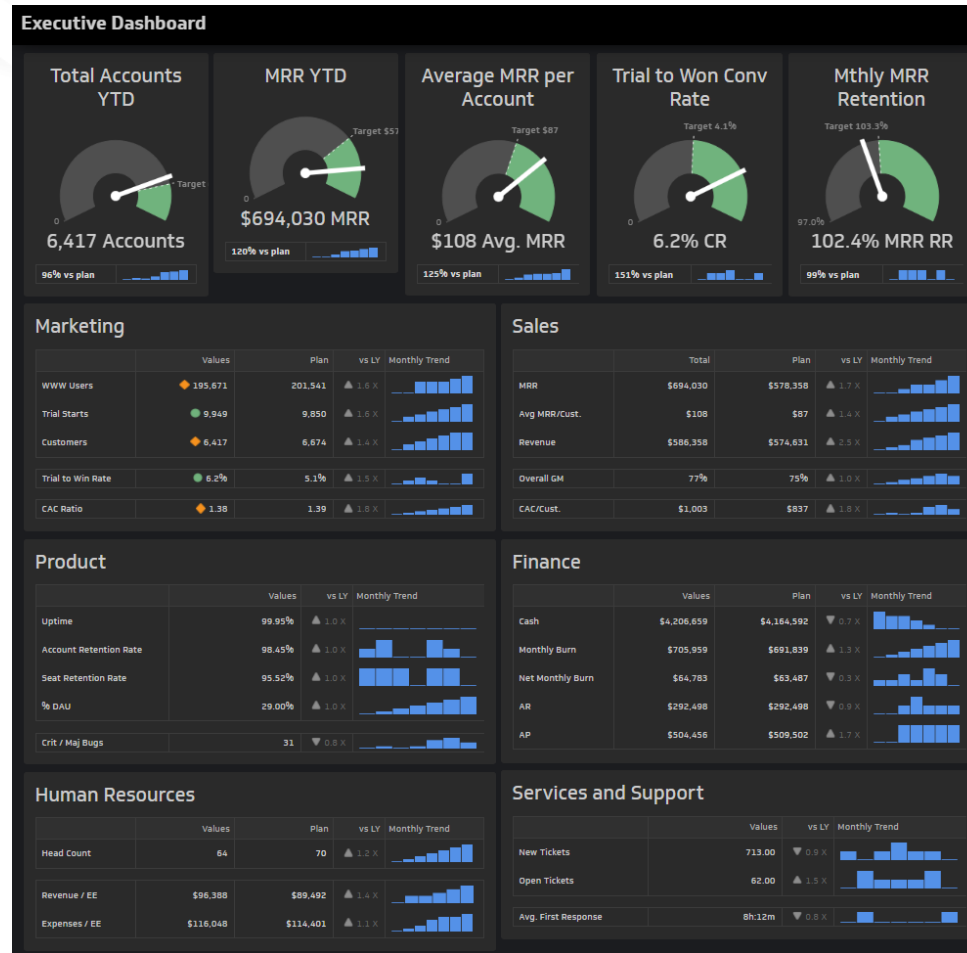 Executive Dashboard
Total Accounts
YTD
Target
0
6,417 Accounts
96% vs plan
MRR YTD
Target $57
0
$694,030 MRR
120% vs plan
Average MRR per
Account
Target $87
0
$108 Avg. MRR
125% vs plan
Trial to Won Conv
Rate
Target 4.1%
0
6.2% CR
151% vs plan
Mthly MRR
Retention
Target 103.3%
97.0%
102.4% MRR RR
99% vs plan
Marketing
Values Plan vs LY Monthly Trend
WWW Users 195,671 201,541 1.6 X
Trial Starts 9,949 9,850 1.6 X
Customers 6,417 6,674 1.4 X
Trial to Win Rate 6.2% 5.1% 1.5 X
CAC Ratio 1.38 1.39 1.8 X
Sales
Total Plan vs LY Monthly Trend
MRR $694,030 $578,358 1.7 X
Avg MRR/Cust. $108 $87 1.4 X
Revenue $586,358 $574,631 2.5 X
Overall GM 77% 75% 1.0 X
CAC/Cust. $1,003 $837 1.8 X
Product
Values vs LY Monthly Trend
Uptime 99.95% 1.0 X
Account Retention Rate 98.45% 1.0 X
Seat Retention Rate 95.52% 1.0 X
% DAU 29.00% 1.0 X
Crit / Maj Bugs 31 0.8 X
Finance
Values Plan vs LY Monthly Trend
Cash $4,206,659 $4,164,592 0.7 X
Monthly Burn $705,959 $691,839 1.3 X
Net Monthly Burn $64,783 $63,487 0.3 X
AR $292,498 $292,498 0.9 X
AP $504,456 $509,502 1.7 X
Human Resources
Values Plan vs LY Monthly Trend
Head Count 64 70 1.2 X
Revenue / EE $96,388 $89,492 1.4 X
Expenses / EE $116,048 $114,401 1.1 X
Services and Support
Values vs LY Monthly Trend
New Tickets 713.00 0.9 X
Open Tickets 62.00 1.5 X
Avg. First Response 8h:12m 0.8 X